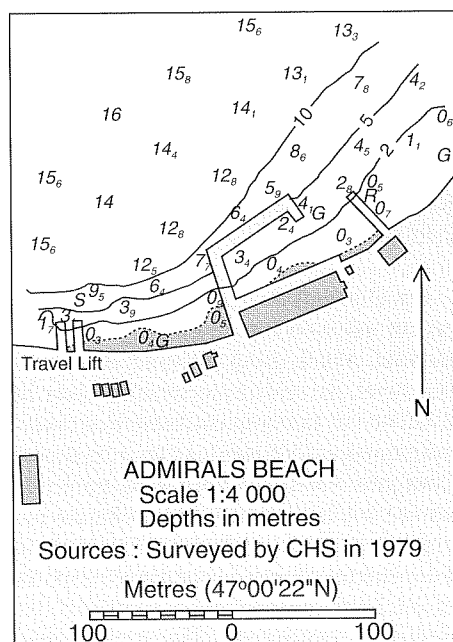 15₆ 13₃
15₈ 13₁ 7₈ 4₂
16 14₁ 10 5 0₆
14₄ 8₆ 4₅ 2 1₁
15₆ 12₈ G
14 5₉ 2₈ 0₅
6₄ 4₁ G R
15₆ 12₈ 2₄ 0₇
7₇ 3₄ 0₃
12₅ 0₄
9₅ 6₄
S 3₉ 0₅
1₇ 3 0₃ 0₅
G
Travel Lift
N
ADMIRALS BEACH
Scale 1:4 000
Depths in metres
Sources : Surveyed by CHS in 1979
Metres (47°00'22"N)
100 0 100